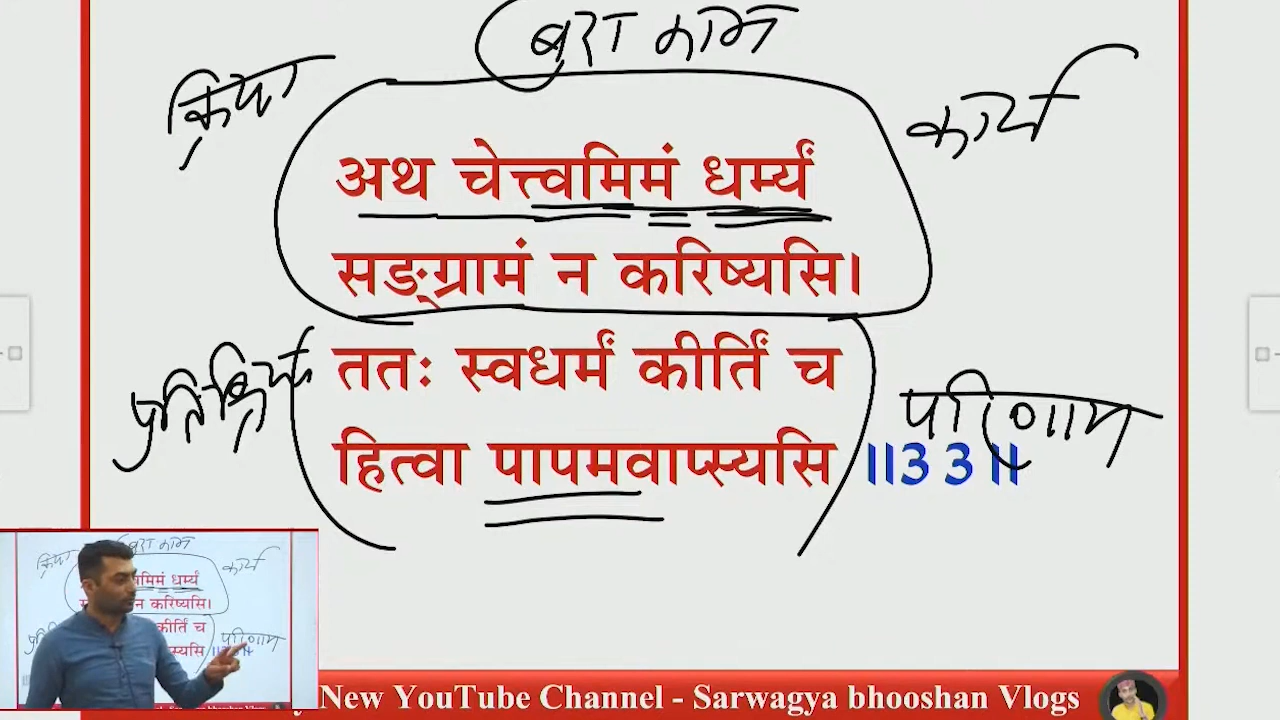 बुरा काम
क्रिया
कार्य
अथ चेत्त्वमिमं धर्म्यं
सङ्ग्रामं न करिष्यसि।
ततः स्वधर्मं कीर्तिं च
हित्वा पापमवाप्स्यसि ॥33॥
प्रतिक्रिया
परिणाम
New YouTube Channel - Sarwagya bhooshan Vlogs